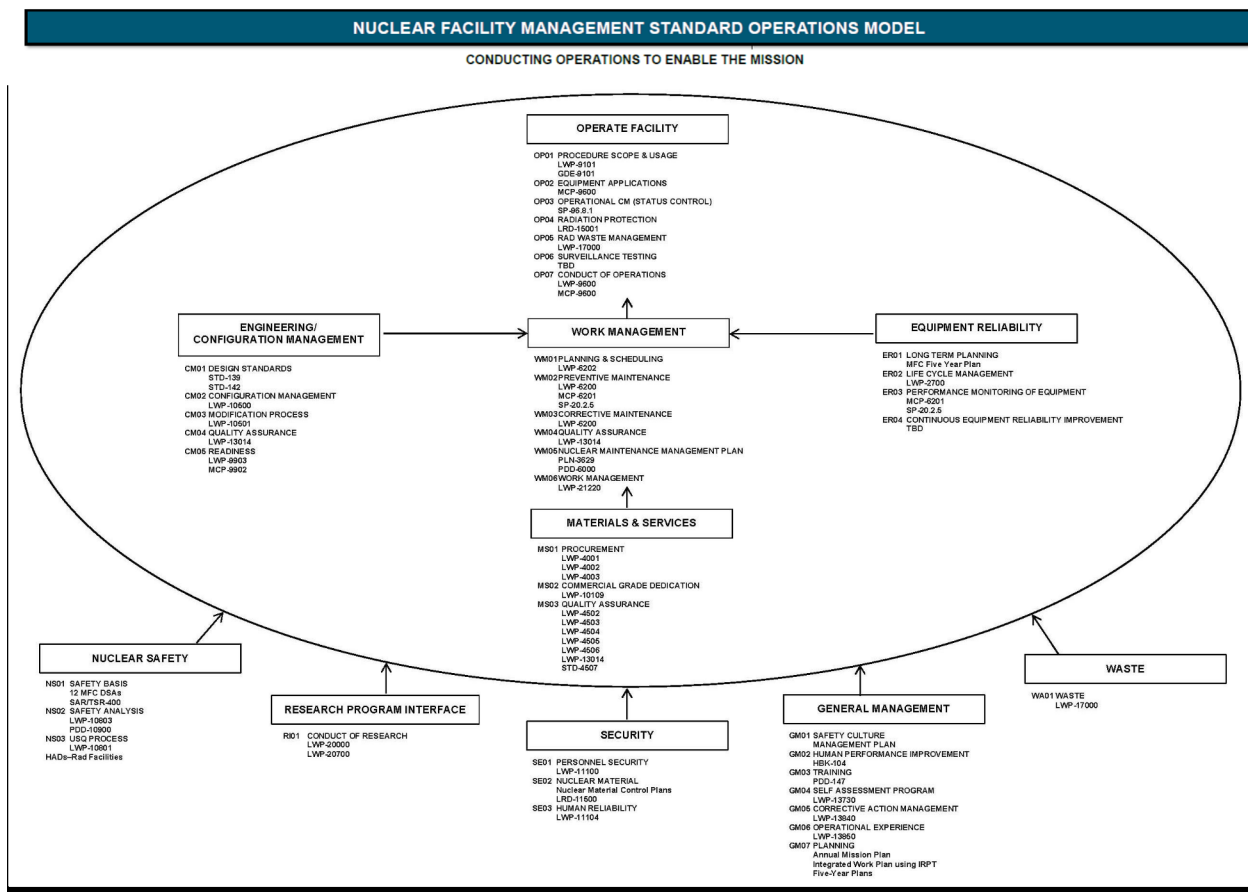 NUCLEAR FACILITY MANAGEMENT STANDARD OPERATIONS MODEL
CONDUCTING OPERATIONS TO ENABLE THE MISSION
OPERATE FACILITY
OP01 PROCEDURE SCOPE & USAGE
LWP-9101
GDE-9101
OP02 EQUIPMENT APPLICATIONS
MCP-9600
OP03 OPERATIONAL CM (STATUS CONTROL)
SP-95.8.1
OP04 RADIATION PROTECTION
LRD-15001
OP05 RAD WASTE MANAGEMENT
LWP-17000
OP06 SURVEILLANCE TESTING
TBD
OP07 CONDUCT OF OPERATIONS
LWP-9600
MCP-9600
ENGINEERING/
CONFIGURATION MANAGEMENT
CM01 DESIGN STANDARDS
STD-139
STD-142
CM02 CONFIGURATION MANAGEMENT
LWP-10500
CM03 MODIFICATION PROCESS
LWP-10501
CM04 QUALITY ASSURANCE
LWP-13014
CM05 READINESS
LWP-9903
MCP-9902
WORK MANAGEMENT
WM01 PLANNING & SCHEDULING
LWP-6202
WM02 PREVENTIVE MAINTENANCE
LWP-6200
MCP-6201
SP-20.2.5
WM03 CORRECTIVE MAINTENANCE
LWP-6200
WM04 QUALITY ASSURANCE
LWP-13014
WM05 NUCLEAR MAINTENANCE MANAGEMENT PLAN
PLN-3629
PDD-6000
WM06 WORK MANAGEMENT
LWP-21220
EQUIPMENT RELIABILITY
ER01 LONG TERM PLANNING
MFC Five Year Plan
ER02 LIFE CYCLE MANAGEMENT
LWP-2700
ER03 PERFORMANCE MONITORING OF EQUIPMENT
MCP-6201
SP-20.2.5
ER04 CONTINUOUS EQUIPMENT RELIABILITY IMPROVEMENT
TBD
MATERIALS & SERVICES
MS01 PROCUREMENT
LWP-4001
LWP-4002
LWP-4003
MS02 COMMERCIAL GRADE DEDICATION
LWP-10109
MS03 QUALITY ASSURANCE
LWP-4502
LWP-4503
LWP-4504
LWP-4505
LWP-4506
LWP-13014
STD-4507
NUCLEAR SAFETY
NS01 SAFETY BASIS
12 MFC DSAs
SAR/TSR-400
NS02 SAFETY ANALYSIS
LWP-10803
PDD-10900
NS03 USQ PROCESS
LWP-10801
HADs–Rad Facilities
RESEARCH PROGRAM INTERFACE
RI01 CONDUCT OF RESEARCH
LWP-20000
LWP-20700
SECURITY
SE01 PERSONNEL SECURITY
LWP-11100
SE02 NUCLEAR MATERIAL
Nuclear Material Control Plans
LRD-11500
SE03 HUMAN RELIABILITY
LWP-11104
GENERAL MANAGEMENT
GM01 SAFETY CULTURE
MANAGEMENT PLAN
GM02 HUMAN PERFORMANCE IMPROVEMENT
HBK-104
GM03 TRAINING
PDD-147
GM04 SELF ASSESSMENT PROGRAM
LWP-13730
GM05 CORRECTIVE ACTION MANAGEMENT
LWP-13840
GM06 OPERATIONAL EXPERIENCE
LWP-13850
GM07 PLANNING
Annual Mission Plan
Integrated Work Plan using IRPT
Five-Year Plans
WASTE
WA01 WASTE
LWP-17000